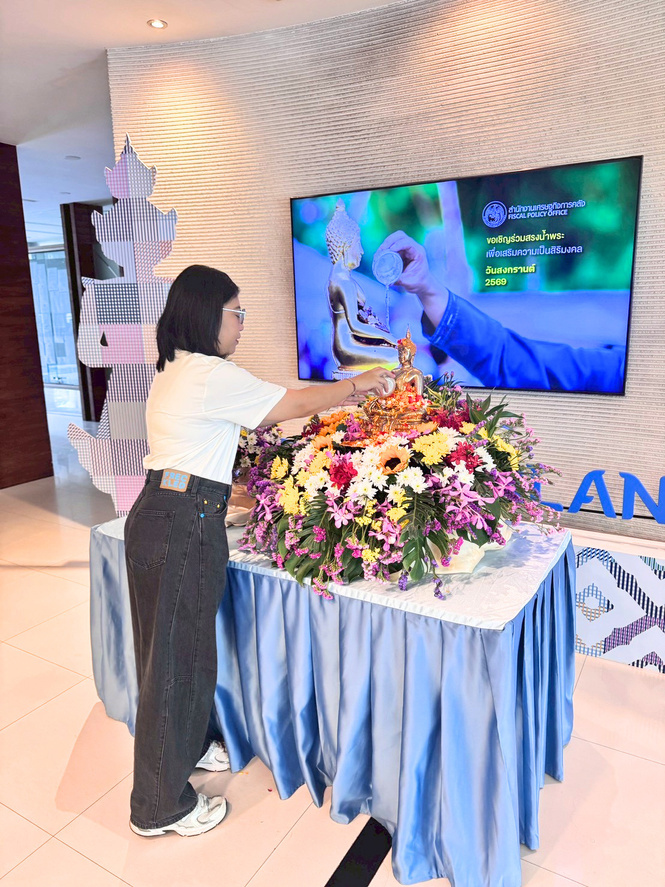 สำนักงานเศรษฐกิจการคลัง
FISCAL POLICY OFFICE
ขอเชิญร่วมสรงน้ำพระ
เพื่อเสริมความเป็นสิริมงคล
วันสงกรานต์
2569
LAN